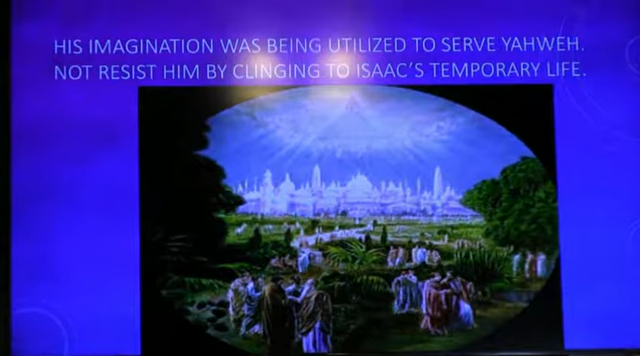 HIS IMAGINATION WAS BEING UTILIZED TO SERVE YAHWEH.
NOT RESIST HIM BY CLINGING TO ISAAC'S TEMPORARY LIFE.